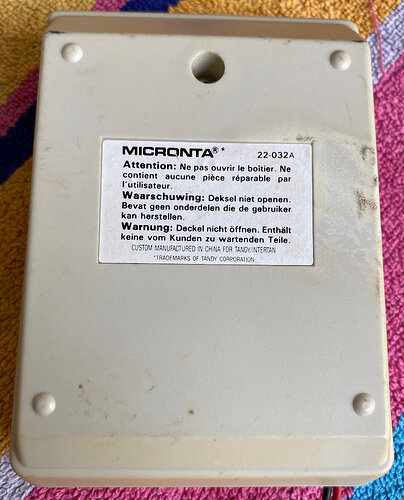 MICRONTA®* 22-032A
Attention: Ne pas ouvrir le boîtier. Ne
contient aucune pièce réparable par
l'utilisateur.
Waarschuwing: Deksel niet openen.
Bevat geen onderdelen die de gebruiker
kan herstellen.
Warnung: Deckel nicht öffnen. Enthält
keine vom Kunden zu wartenden Teile.
CUSTOM MANUFACTURED IN CHINA FOR TANDY/INTERTAN
*TRADEMARKS OF TANDY CORPORATION